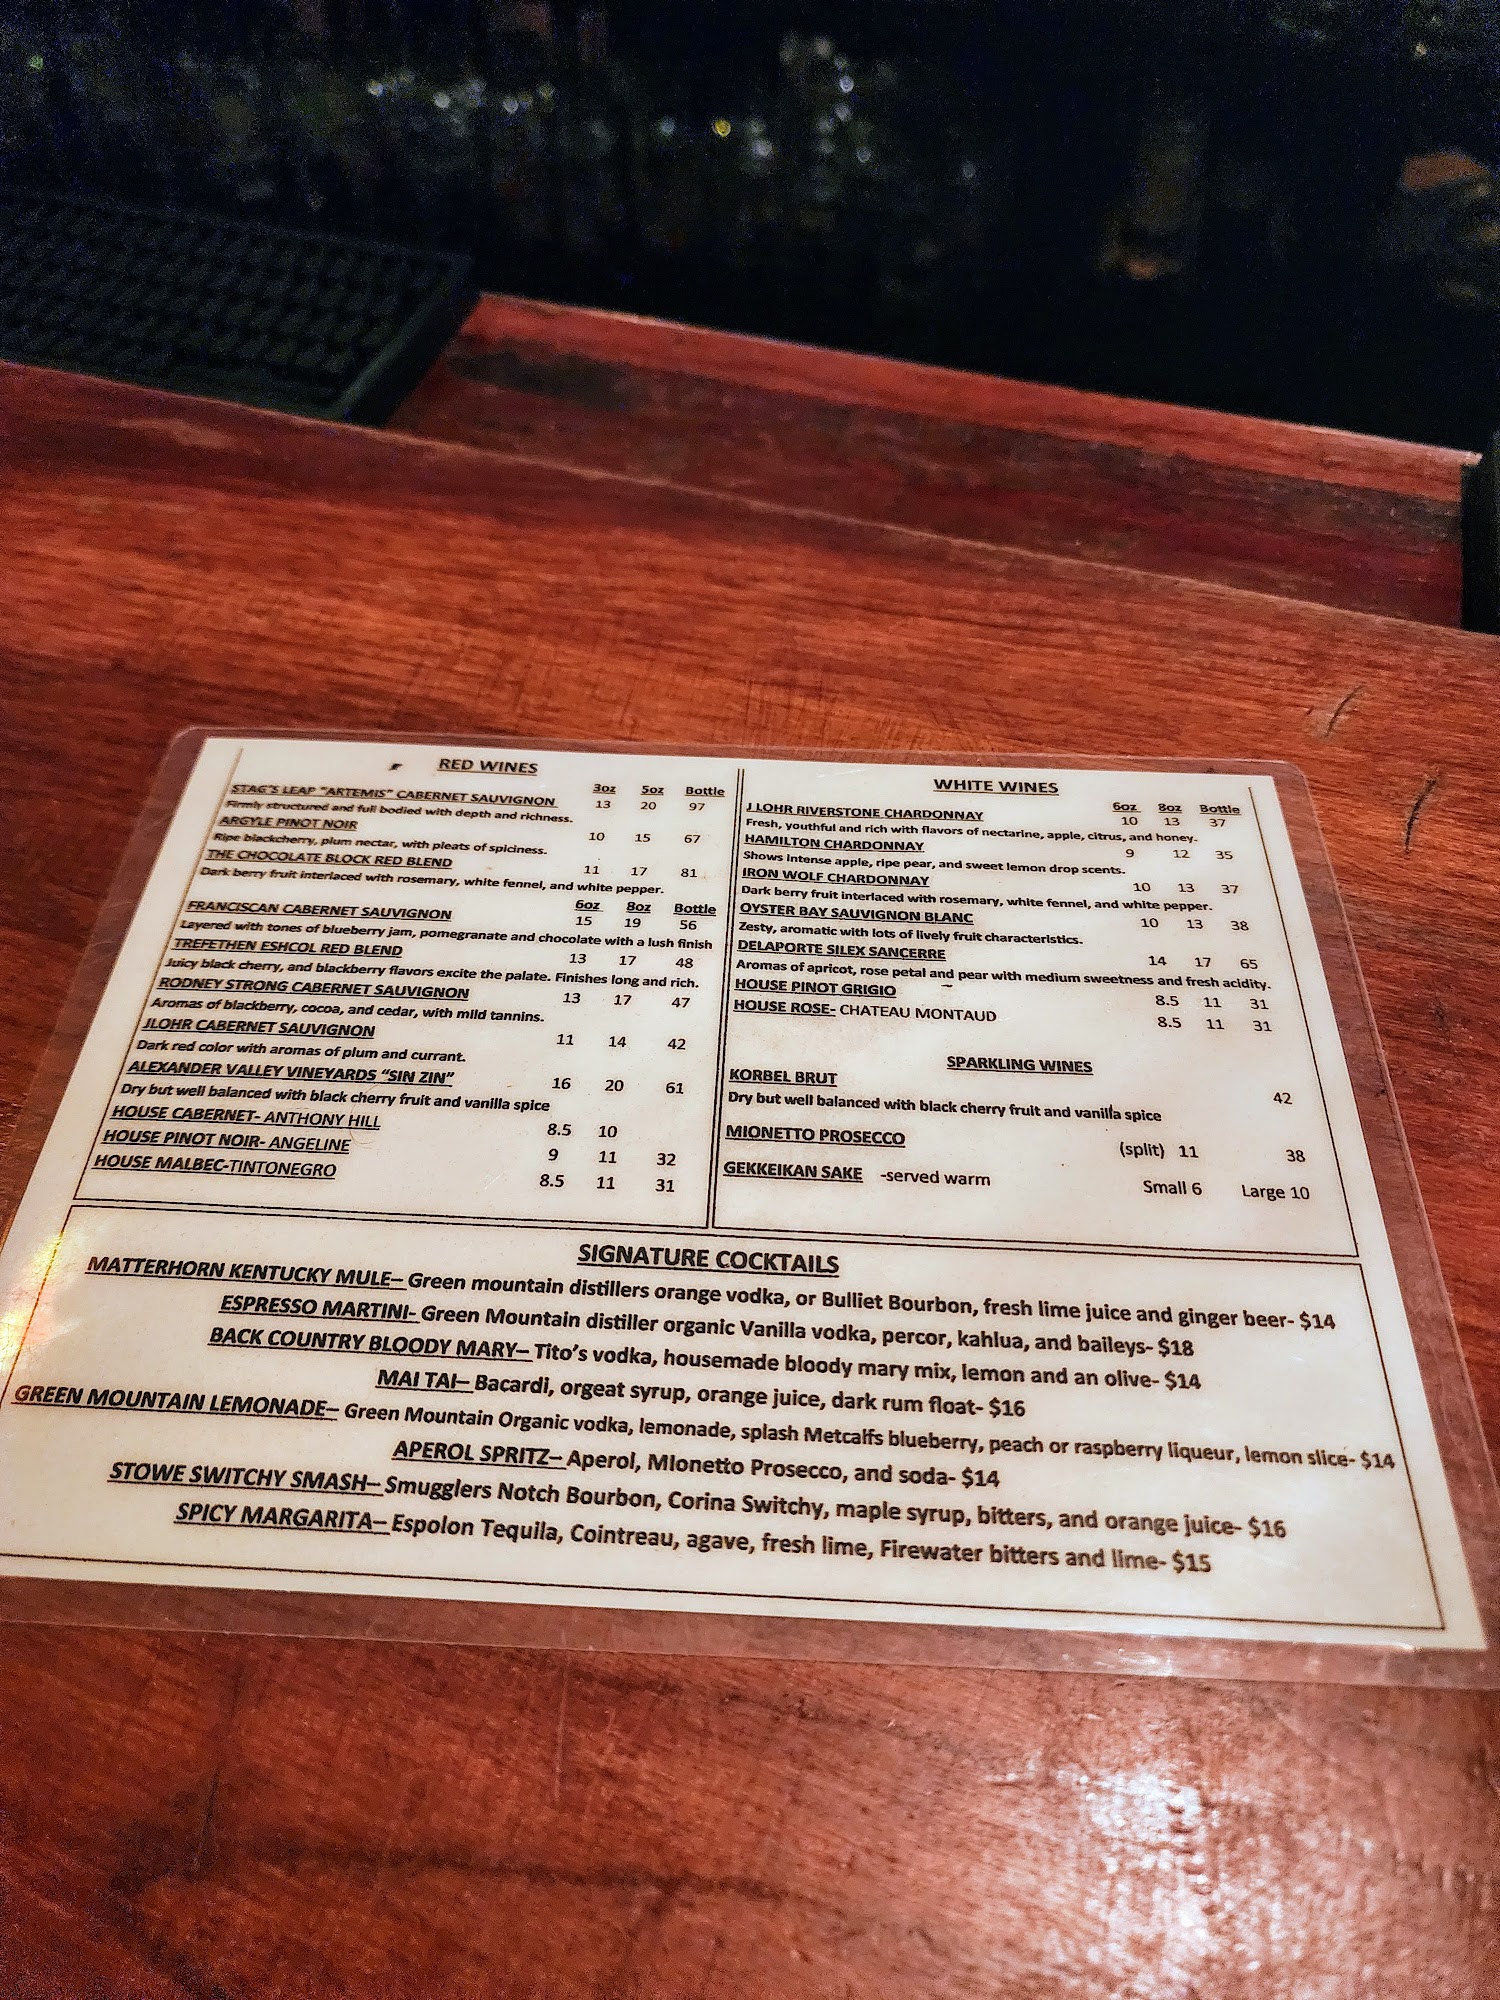 RED WINES
3oz 5oz Bottle
STAG'S LEAP "ARTEMIS" CABERNET SAUVIGNON 13 20 97
Firmly structured and full bodied with depth and richness.
ARGYLE PINOT NOIR 10 15 67
Ripe blackcherry, plum nectar, with pleats of spiciness.
THE CHOCOLATE BLOCK RED BLEND 11 17 81
Dark berry fruit interlaced with rosemary, white fennel, and white pepper.
6oz 8oz Bottle
FRANCISCAN CABERNET SAUVIGNON 15 19 56
Layered with tones of blueberry jam, pomegranate and chocolate with a lush finish
TREFETHEN ESHCOL RED BLEND 13 17 48
Juicy black cherry, and blackberry flavors excite the palate. Finishes long and rich.
RODNEY STRONG CABERNET SAUVIGNON 13 17 47
Aromas of blackberry, cocoa, and cedar, with mild tannins.
JLOHR CABERNET SAUVIGNON 11 14 42
Dark red color with aromas of plum and currant.
ALEXANDER VALLEY VINEYARDS "SIN ZIN" 16 20 61
Dry but well balanced with black cherry fruit and vanilla spice
HOUSE CABERNET- ANTHONY HILL 8.5 10
HOUSE PINOT NOIR- ANGELINE 9 11 32
HOUSE MALBEC-TINTONEGRO 8.5 11 31
WHITE WINES
6oz 8oz Bottle
J.LOHR RIVERSTONE CHARDONNAY 10 13 37
Fresh, youthful and rich with flavors of nectarine, apple, citrus, and honey.
HAMILTON CHARDONNAY 9 12 35
Shows intense apple, ripe pear, and sweet lemon drop scents.
IRON WOLF CHARDONNAY 10 13 37
Dark berry fruit interlaced with rosemary, white fennel, and white pepper.
OYSTER BAY SAUVIGNON BLANC 10 13 38
Zesty, aromatic with lots of lively fruit characteristics.
DELAPORTE SILEX SANCERRE 14 17 65
Aromas of apricot, rose petal and pear with medium sweetness and fresh acidity.
HOUSE PINOT GRIGIO 8.5 11 31
HOUSE ROSE- CHATEAU MONTAUD 8.5 11 31
SPARKLING WINES
KORBEL BRUT 42
Dry but well balanced with black cherry fruit and vanilla spice
MIONETTO PROSECCO (split) 11 38
GEKKEIKAN SAKE -served warm Small 6 Large 10
SIGNATURE COCKTAILS
MATTERHORN KENTUCKY MULE– Green mountain distillers orange vodka, or Bulliet Bourbon, fresh lime juice and ginger beer- $14
ESPRESSO MARTINI- Green Mountain distiller organic Vanilla vodka, percor, kahlua, and baileys- $18
BACK COUNTRY BLOODY MARY– Tito's vodka, housemade bloody mary mix, lemon and an olive- $14
MAI TAI– Bacardi, orgeat syrup, orange juice, dark rum float- $16
GREEN MOUNTAIN LEMONADE– Green Mountain Organic vodka, lemonade, splash Metcalfs blueberry, peach or raspberry liqueur, lemon slice- $14
APEROL SPRITZ– Aperol, MIonetto Prosecco, and soda- $14
STOWE SWITCHY SMASH– Smugglers Notch Bourbon, Corina Switchy, maple syrup, bitters, and orange juice- $16
SPICY MARGARITA– Espolon Tequila, Cointreau, agave, fresh lime, Firewater bitters and lime- $15